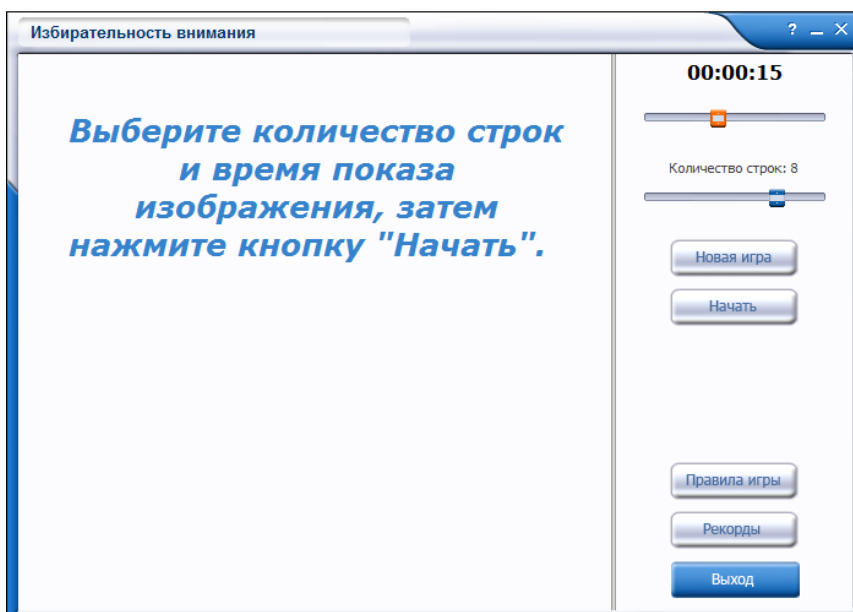 Избирательность внимания
? _ ×
Выберите количество строк
и время показа
изображения, затем
нажмите кнопку "Начать".
00:00:15
Количество строк: 8
Новая игра
Начать
Правила игры
Рекорды
Выход